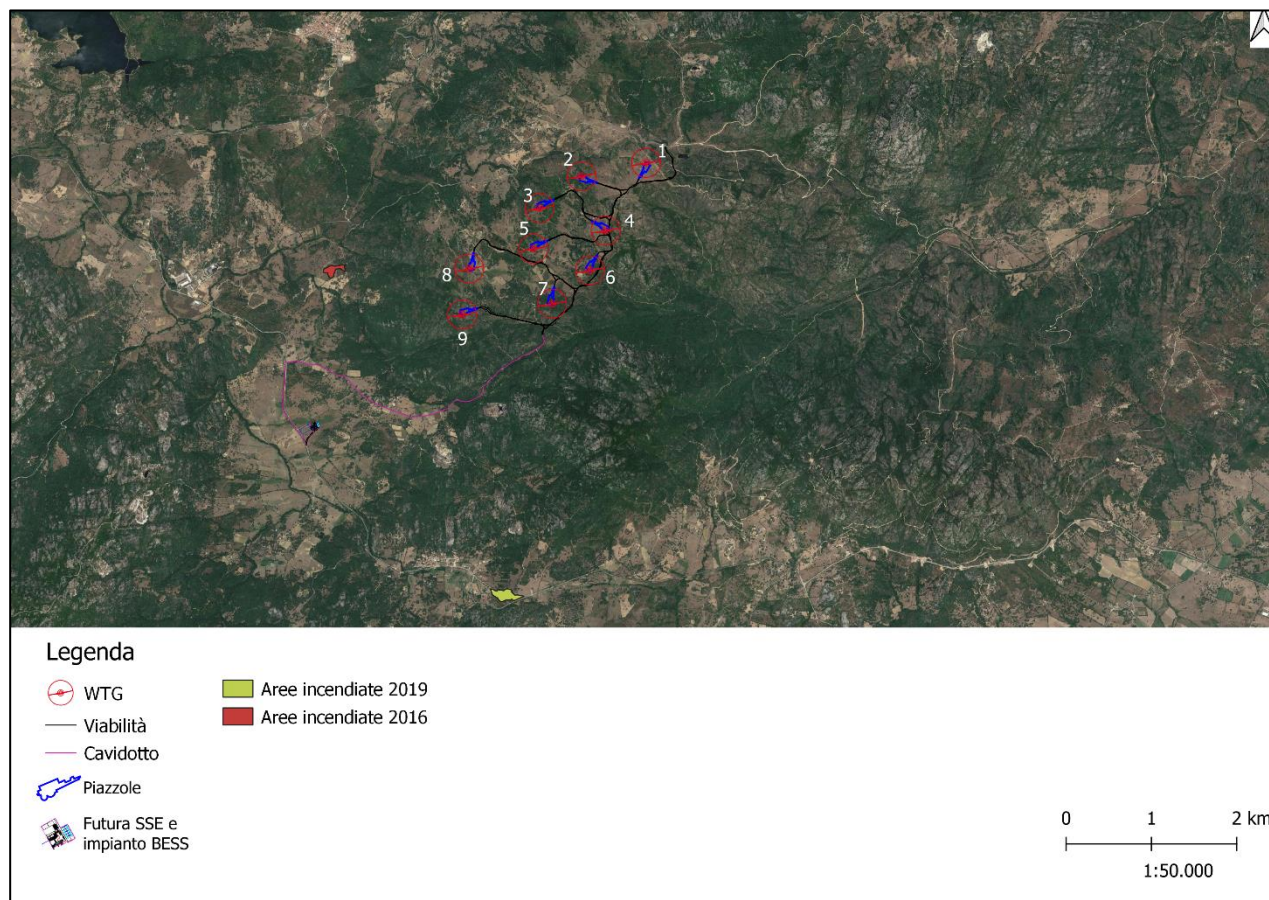 1
2
3
4
5
6
7
8
9
Legenda
WTG
Viabilità
Cavidotto
Piazzole
Futura SSE e
impianto BESS
Aree incendiate 2019
Aree incendiate 2016
0 1 2 km
1:50.000